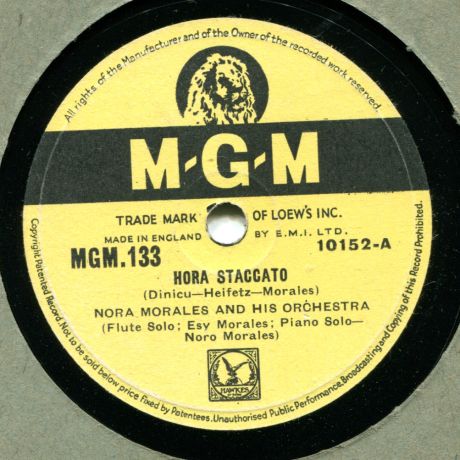 All rights of the Manufacturer and of the Owner of the recorded work reserved.
M-G-M
TRADE MARK OF LOEW'S INC.
MADE IN ENGLAND BY E.M.I. LTD.
MGM.133 10152-A
HORA STACCATO
(Dinicu—Heifetz—Morales)
NORA MORALES AND HIS ORCHESTRA
(Flute Solo; Esy Morales; Piano Solo—
Noro Morales)
HAWKES
Copyright Patented Record. Not to be sold below price fixed by Patentees. Unauthorised Public Performance, Broadcasting and Copying of this Record Prohibited.